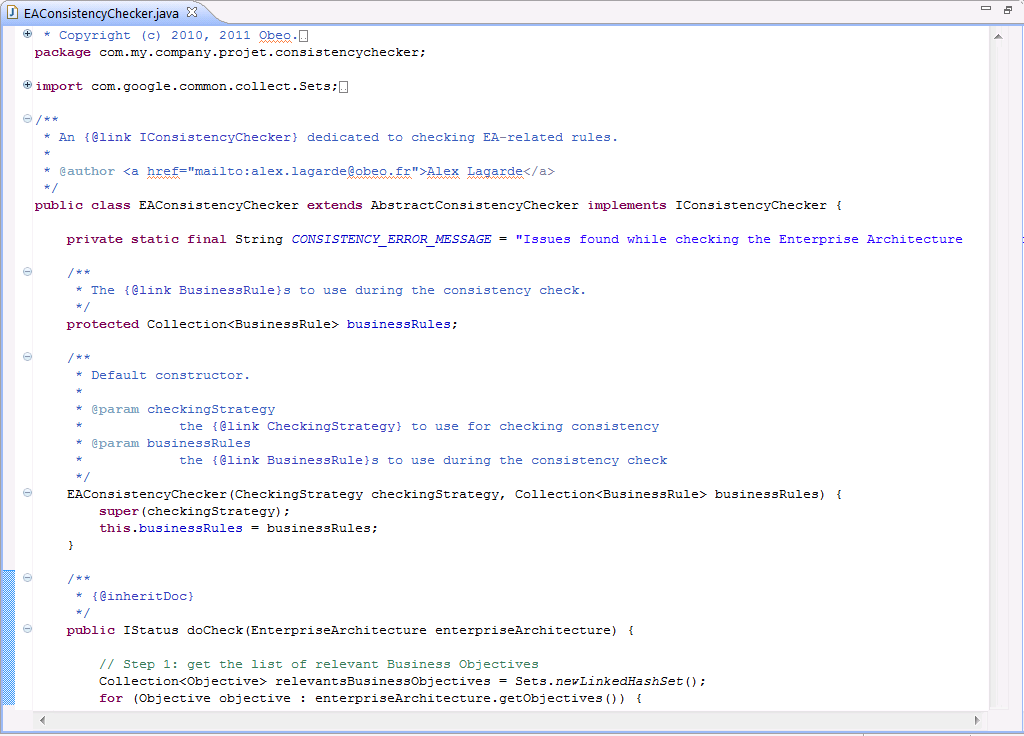 EAConsistencyChecker.java
* Copyright (c) 2010, 2011 Obeo.
package com.my.company.projet.consistencychecker;
import com.google.common.collect.Sets;
/**
* An {@link IConsistencyChecker} dedicated to checking EA-related rules.
*
* @author <a href="mailto:alex.lagarde@obeo.fr">Alex Lagarde</a>
*/
public class EAConsistencyChecker extends AbstractConsistencyChecker implements IConsistencyChecker {
private static final String CONSISTENCY_ERROR_MESSAGE = "Issues found while checking the Enterprise Architecture
/**
* The {@link BusinessRule}s to use during the consistency check.
*/
protected Collection<BusinessRule> businessRules;
/**
* Default constructor.
*
* @param checkingStrategy
* the {@link CheckingStrategy} to use for checking consistency
* @param businessRules
* the {@link BusinessRule}s to use during the consistency check
*/
EAConsistencyChecker(CheckingStrategy checkingStrategy, Collection<BusinessRule> businessRules) {
super(checkingStrategy);
this.businessRules = businessRules;
}
/**
* {@inheritDoc}
*/
public IStatus doCheck(EnterpriseArchitecture enterpriseArchitecture) {
// Step 1: get the list of relevant Business Objectives
Collection<Objective> relevantsBusinessObjectives = Sets.newLinkedHashSet();
for (Objective objective : enterpriseArchitecture.getObjectives()) {